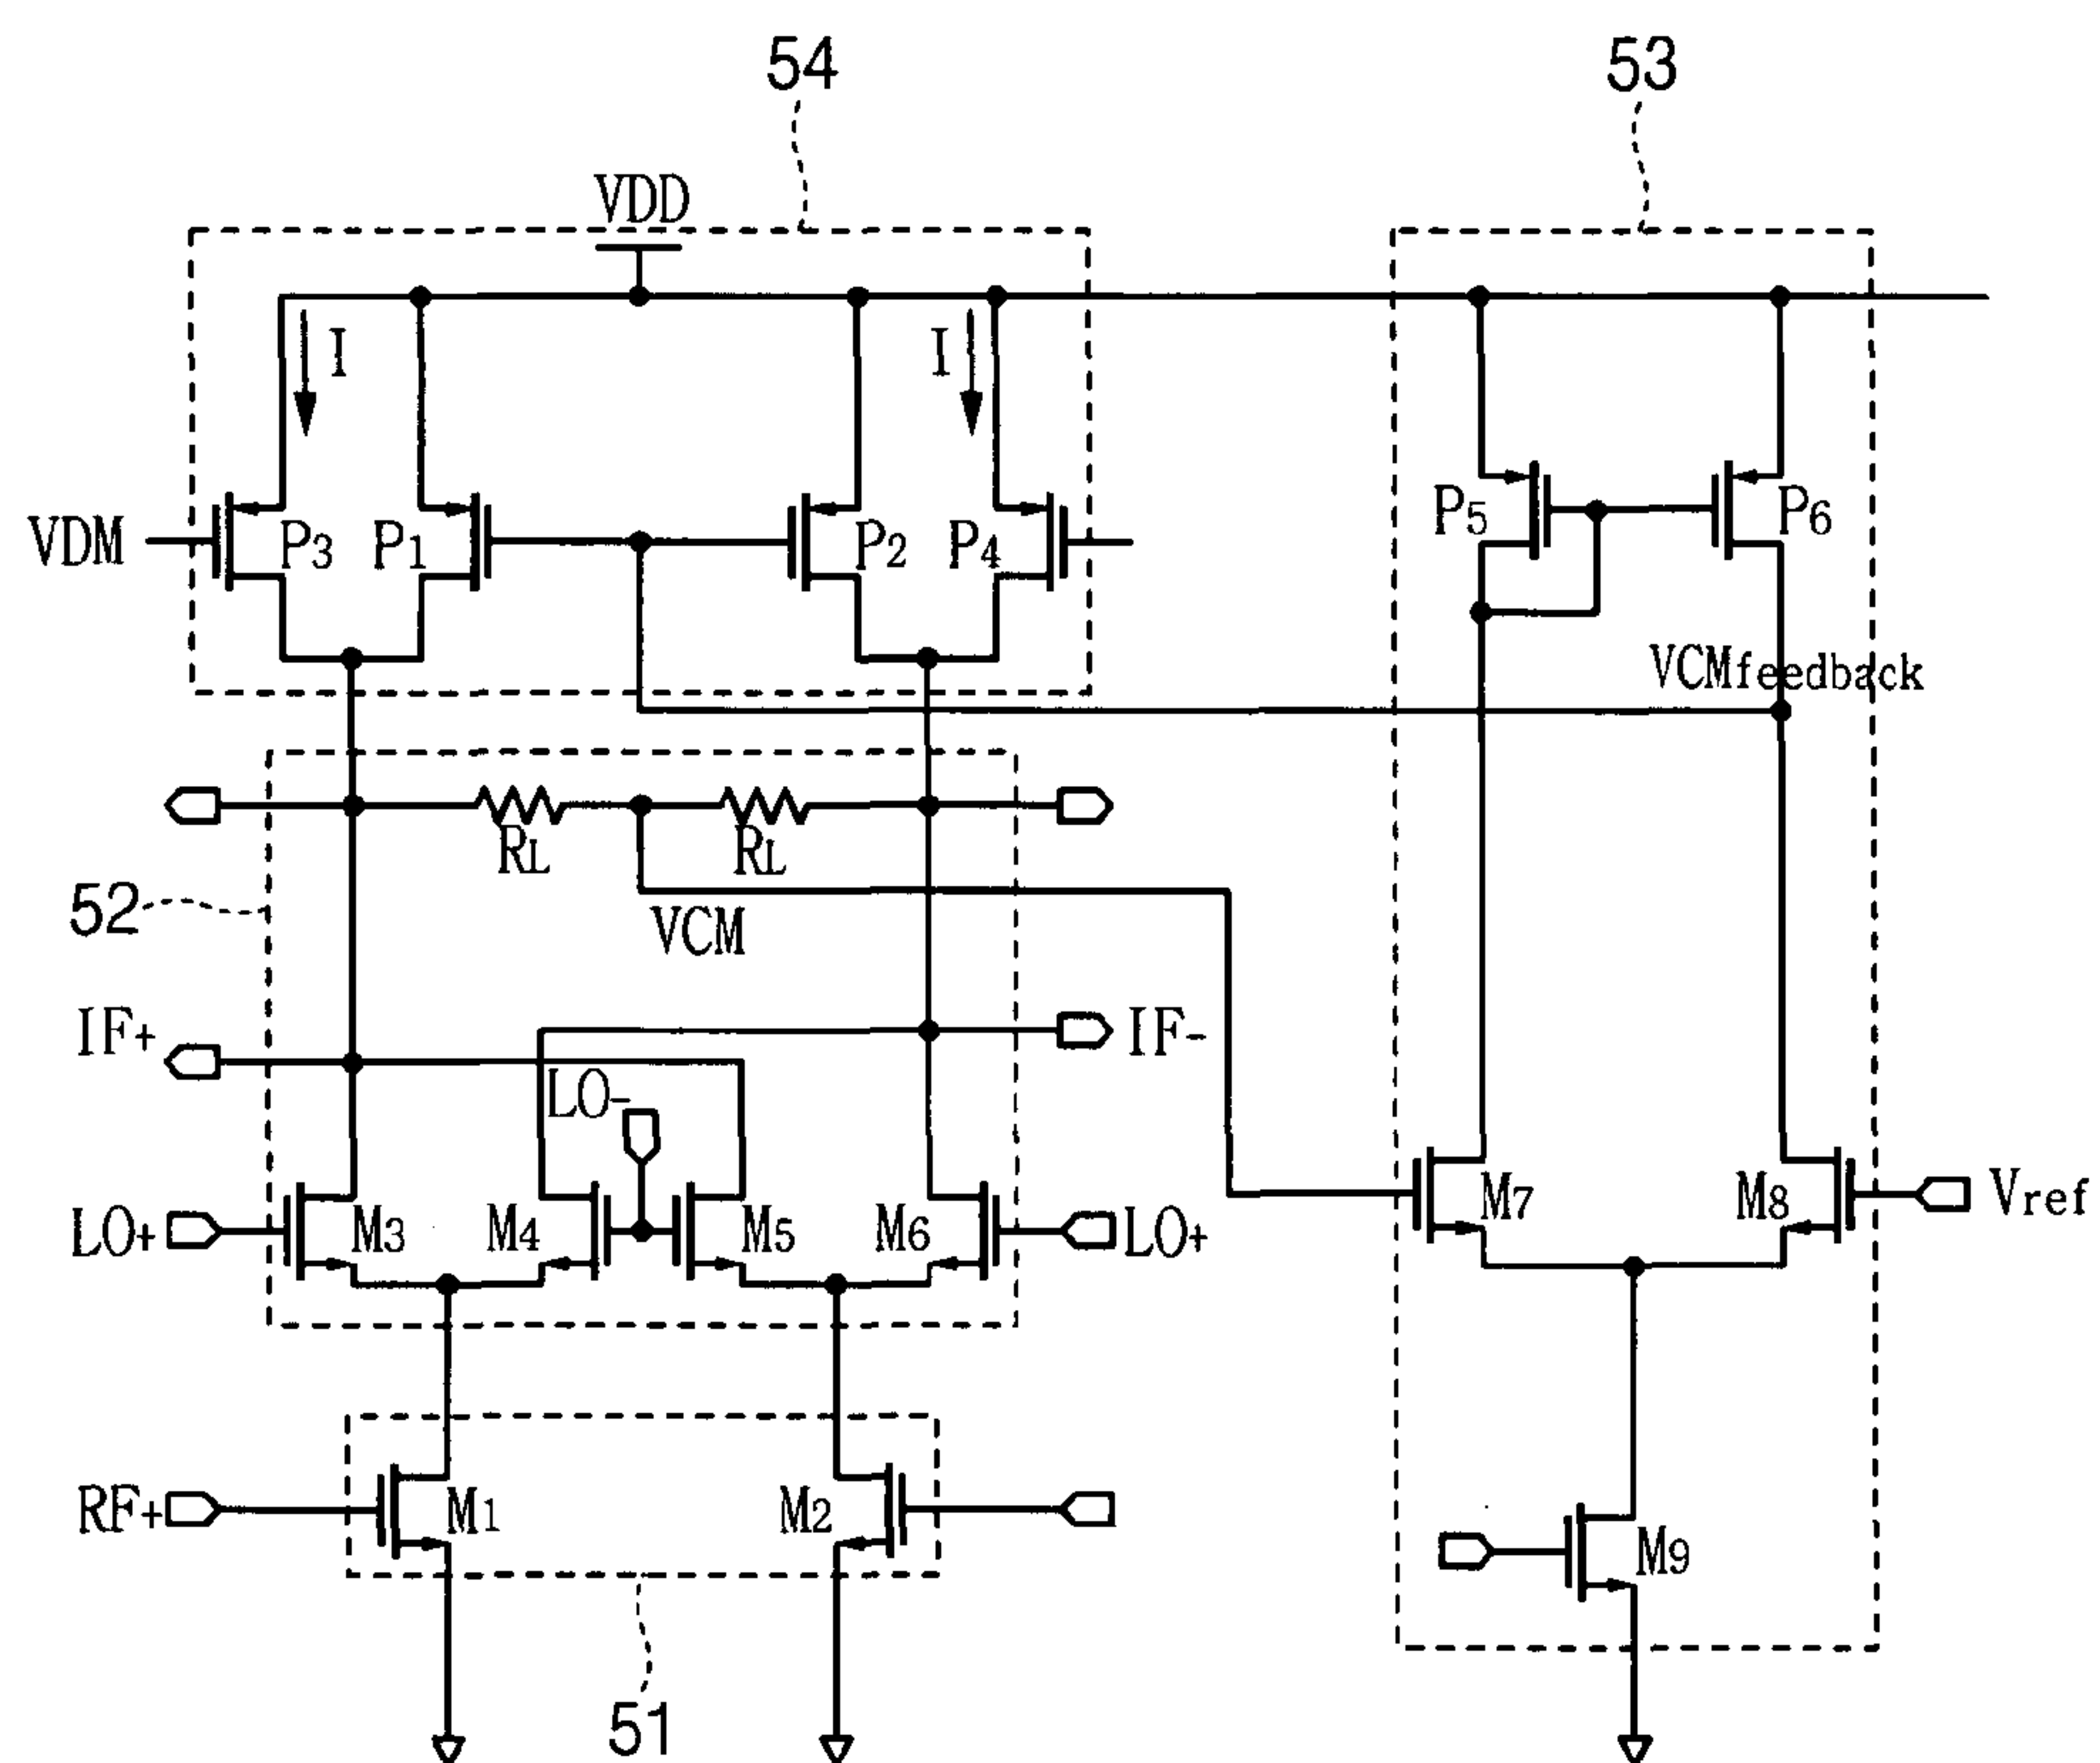 54
53
VDD
I
I
VDM
P3
P1
P2
P4
P5
P6
VCMfeedback
RL
RL
52
VCM
IF+
IF-
LO-
LO+
M3
M4
M5
M6
LO+
M7
M8
Vref
RF+
M1
M2
M9
51